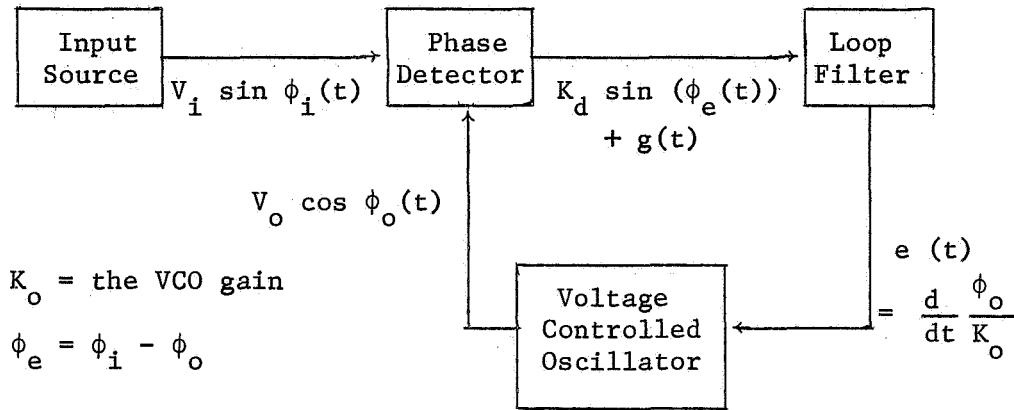 Input
Source
V_i sin ϕ_i(t)
Phase
Detector
K_d sin (ϕ_e(t))
+ g(t)
Loop
Filter
V_o cos ϕ_o(t)
e (t)
= d/dt ϕ_o/K_o
Voltage
Controlled
Oscillator
K_o = the VCO gain
ϕ_e = ϕ_i - ϕ_o